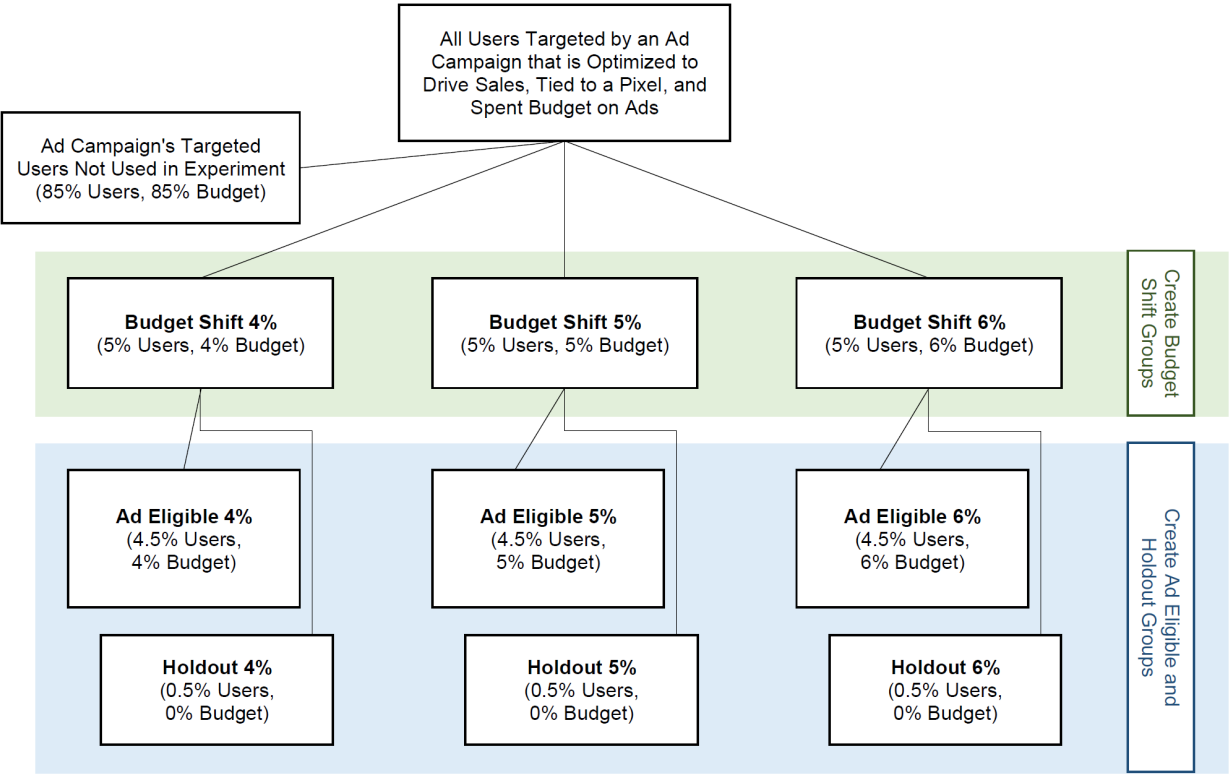 All Users Targeted by an Ad
Campaign that is Optimized to
Drive Sales, Tied to a Pixel, and
Spent Budget on Ads
Ad Campaign's Targeted
Users Not Used in Experiment
(85% Users, 85% Budget)
Budget Shift 4%
(5% Users, 4% Budget)
Budget Shift 5%
(5% Users, 5% Budget)
Budget Shift 6%
(5% Users, 6% Budget)
Create Budget
Shift Groups
Ad Eligible 4%
(4.5% Users,
4% Budget)
Ad Eligible 5%
(4.5% Users,
5% Budget)
Ad Eligible 6%
(4.5% Users,
6% Budget)
Holdout 4%
(0.5% Users,
0% Budget)
Holdout 5%
(0.5% Users,
0% Budget)
Holdout 6%
(0.5% Users,
0% Budget)
Create Ad Eligible and
Holdout Groups